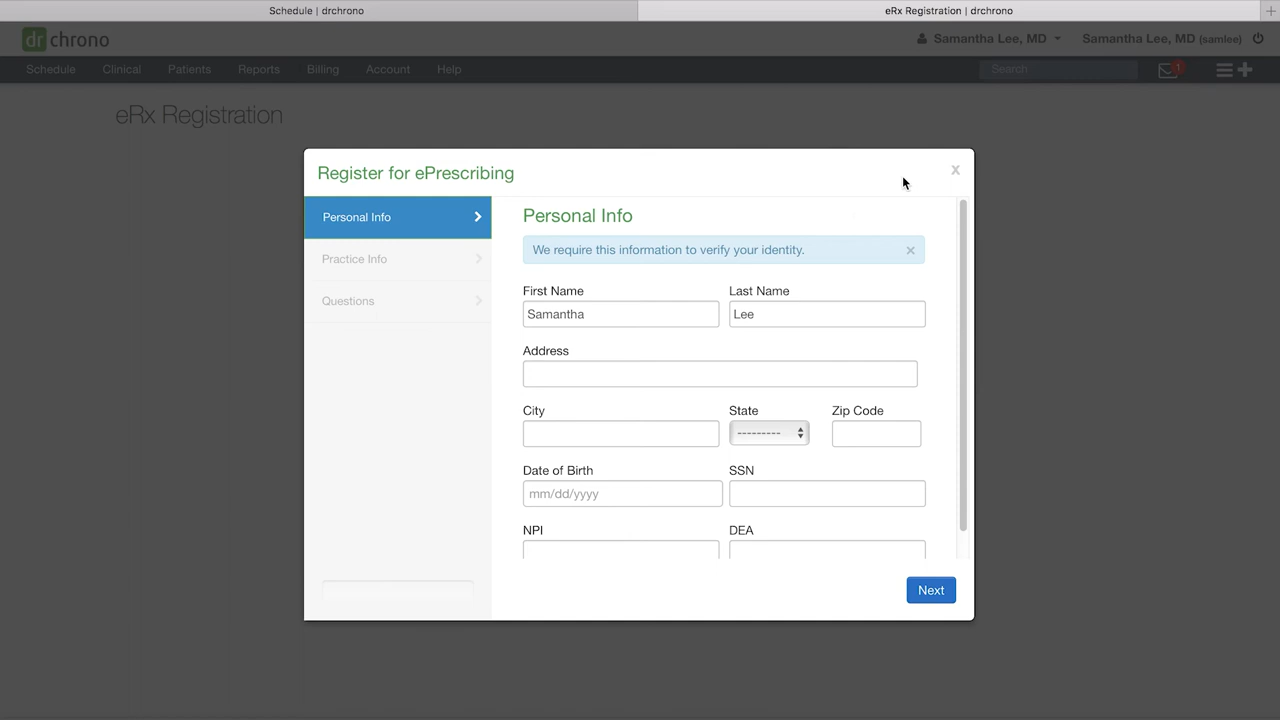 Schedule | drchrono
eRx Registration | drchrono
+
dr chrono
Samantha Lee, MD
Samantha Lee, MD (samlee)
Schedule Clinical Patients Reports Billing Account Help
Search
1
eRx Registration
Register for ePrescribing
x
Personal Info
Practice Info
Questions
Personal Info
We require this information to verify your identity. ×
First Name Last Name
Samantha Lee
Address
City State Zip Code
---------
Date of Birth SSN
mm/dd/yyyy
NPI DEA
Next